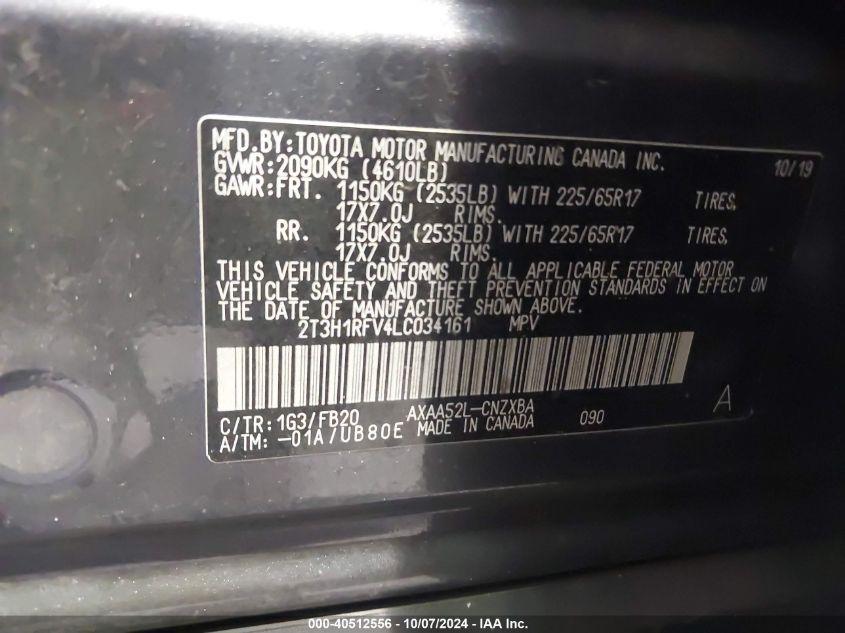 MFD.BY:TOYOTA MOTOR MANUFACTURING CANADA INC. 10/19
GVWR:2090KG (4610LB)
GAWR:FRT. 1150KG (2535LB) WITH 225/65R17 TIRES,
17X7.0J RIMS.
RR. 1150KG (2535LB) WITH 225/65R17 TIRES,
17X7.0J RIMS.
THIS VEHICLE CONFORMS TO ALL APPLICABLE FEDERAL MOTOR
VEHICLE SAFETY AND THEFT PREVENTION STANDARDS IN EFFECT ON
THE DATE OF MANUFACTURE SHOWN ABOVE.
2T3H1RFV4LC034161 MPV
C/TR: 1G3/FB20 AXAA52L-CNZXBA 090 A
A/TM: -01A/UB80E MADE IN CANADA
000-40512556 - 10/07/2024 - IAA Inc.